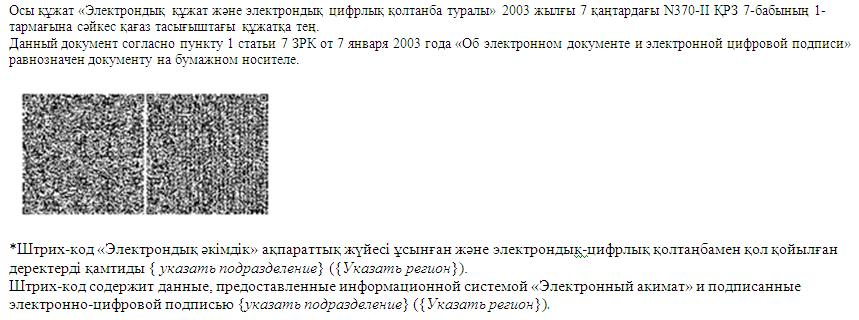 Осы құжат «Электрондық құжат және электрондық цифрлық қолтанба туралы» 2003 жылғы 7 қаңтардағы N370-II ҚРЗ 7-бабының 1-
тармағына сәйкес қағаз тасығыштағы құжатқа тең.
Данный документ согласно пункту 1 статьи 7 ЗРК от 7 января 2003 года «Об электронном документе и электронной цифровой подписи»
равнозначен документу на бумажном носителе.
*Штрих-код «Электрондық әкімдік» ақпараттық жүйесі ұсынған және электрондық-цифрлық қолтаңбамен қол қойылған
деректерді қамтиды { указать подразделение} ({Указать регион}).
Штрих-код содержит данные, предоставленные информационной системой «Электронный акимат» и подписанные
электронно-цифровой подписью {указать подразделение} ({Указать регион}).